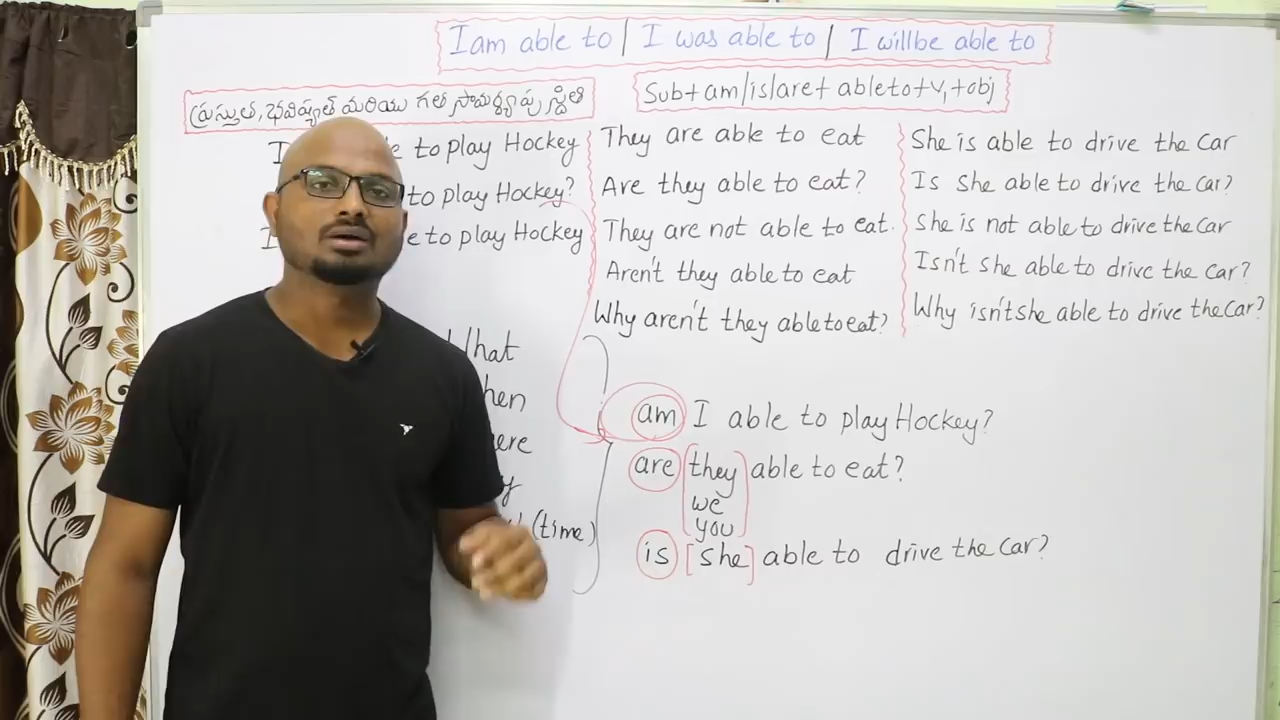 I am able to | I was able to | I will be able to
ప్రస్తుత, భవిష్యత్ మరియు గత సామర్థ్యపు స్థితి
Sub + am/is/are + able to + V₁ + obj
I to play Hockey
to play Hockey?
I to play Hockey
They are able to eat
Are they able to eat?
They are not able to eat.
Aren't they able to eat
Why aren't they able to eat?
She is able to drive the Car
Is She able to drive the Car?
She is not able to drive the Car
Isn't She able to drive the Car?
Why isn't she able to drive the Car?
What
(time)
am I able to play Hockey?
are they able to eat?
we
you
is [she] able to drive the Car?